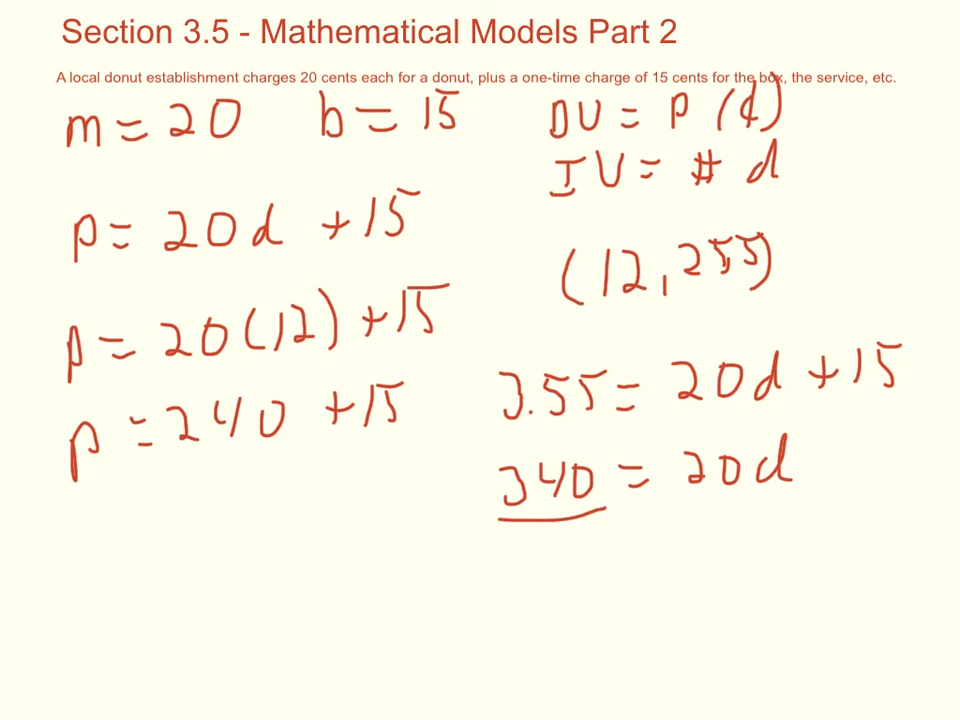 Section 3.5 - Mathematical Models Part 2
A local donut establishment charges 20 cents each for a donut, plus a one-time charge of 15 cents for the box, the service, etc.
m = 20 b = 15
DV = P (d)
IV = # d
p = 20d + 15
(12, 255)
p = 20(12) + 15
3.55 = 20d + 15
p = 240 + 15
340 = 20d